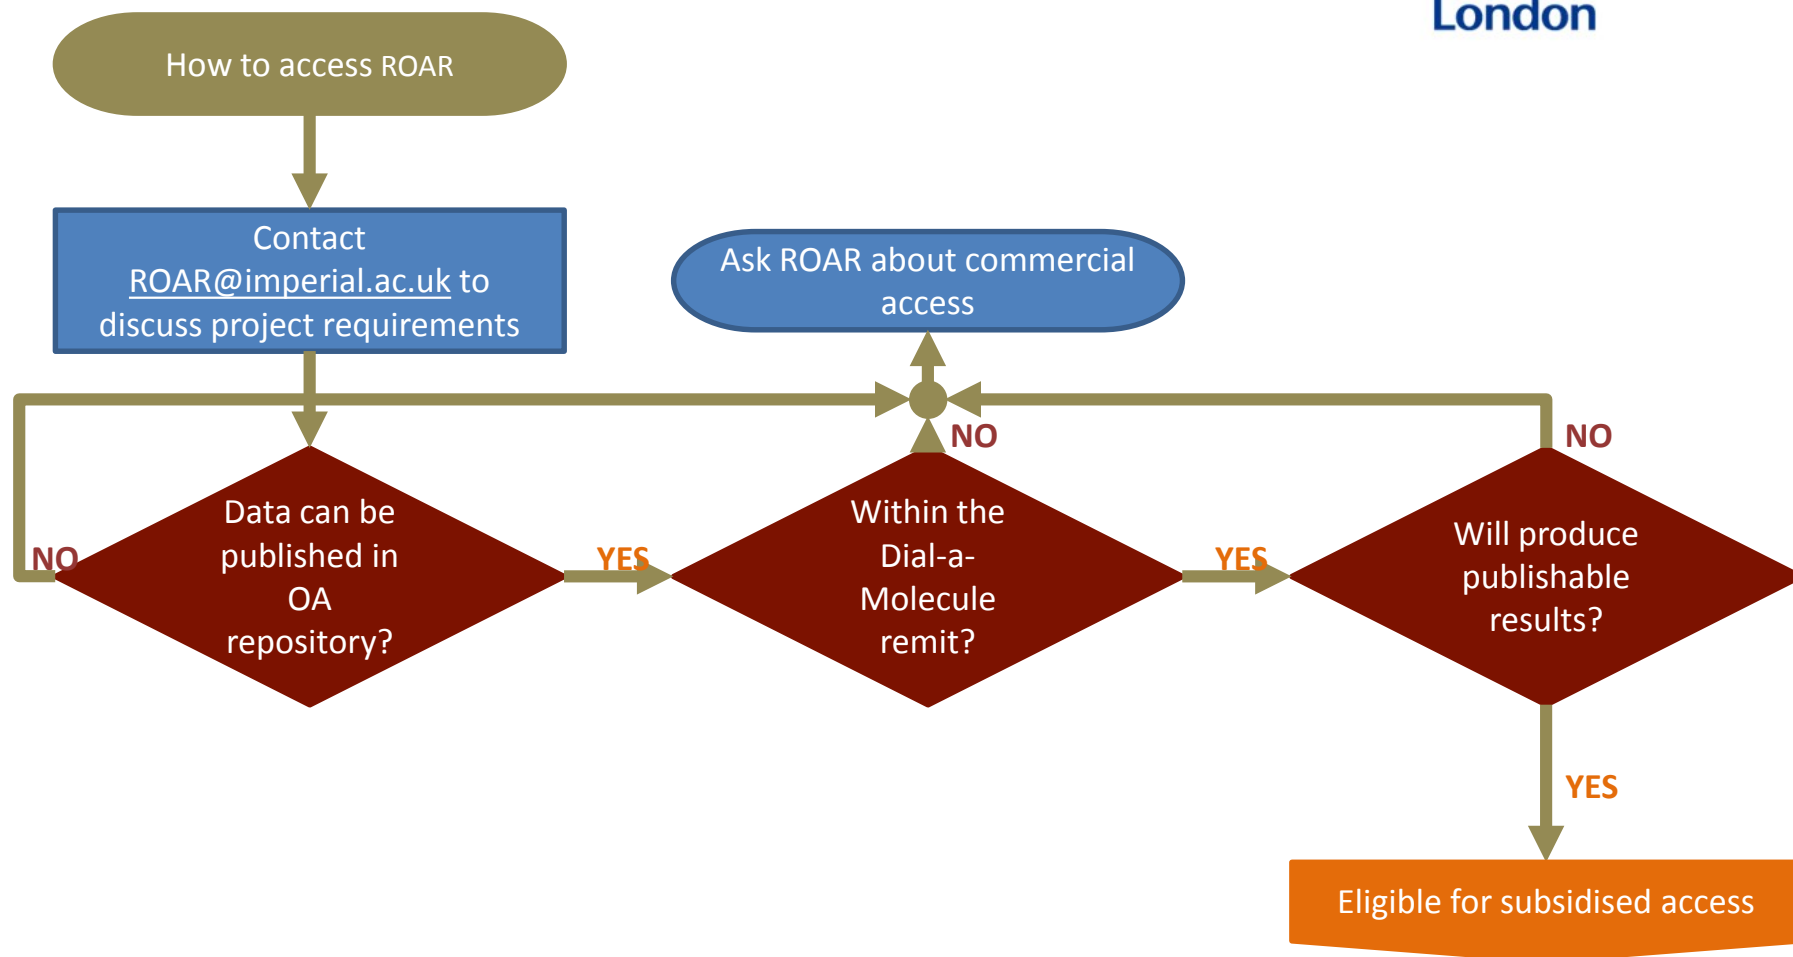 London
How to access ROAR
Contact
ROAR@imperial.ac.uk to
discuss project requirements
Ask ROAR about commercial
access
NO
NO
Data can be
published in
OA
repository?
Within the
Dial-a-
Molecule
remit?
Will produce
publishable
results?
NO
YES
YES
YES
Eligible for subsidised access